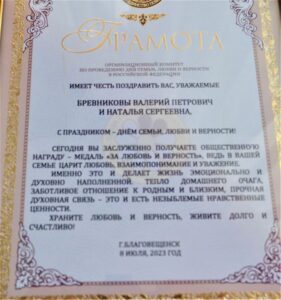 ГРАМОТА
ОРГАНИЗАЦИОННЫЙ КОМИТЕТ
ПО ПРОВЕДЕНИЮ ДНЯ СЕМЬИ, ЛЮБВИ И ВЕРНОСТИ
В РОССИЙСКОЙ ФЕДЕРАЦИИ
ИМЕЕТ ЧЕСТЬ ПОЗДРАВИТЬ ВАС, УВАЖАЕМЫЕ
БРЕВНИКОВЫ ВАЛЕРИЙ ПЕТРОВИЧ
И НАТАЛЬЯ СЕРГЕЕВНА,
С ПРАЗДНИКОМ – ДНЁМ СЕМЬИ, ЛЮБВИ И ВЕРНОСТИ!
СЕГОДНЯ ВЫ ЗАСЛУЖЕННО ПОЛУЧАЕТЕ ОБЩЕСТВЕННУЮ
НАГРАДУ – МЕДАЛЬ «ЗА ЛЮБОВЬ И ВЕРНОСТЬ», ВЕДЬ В ВАШЕЙ
СЕМЬЕ ЦАРИТ ЛЮБОВЬ, ВЗАИМОПОНИМАНИЕ И УВАЖЕНИЕ.
ИМЕННО ЭТО И ДЕЛАЕТ ЖИЗНЬ ЭМОЦИОНАЛЬНО И
ДУХОВНО НАПОЛНЕННОЙ. ТЕПЛО ДОМАШНЕГО ОЧАГА,
ЗАБОТЛИВОЕ ОТНОШЕНИЕ К РОДНЫМ И БЛИЗКИМ, ПРОЧНАЯ
ДУХОВНАЯ СВЯЗЬ – ЭТО И ЕСТЬ НЕЗЫБЛЕМЫЕ НРАВСТВЕННЫЕ
ЦЕННОСТИ.
ХРАНИТЕ ЛЮБОВЬ И ВЕРНОСТЬ, ЖИВИТЕ ДОЛГО И
СЧАСТЛИВО!
Г.БЛАГОВЕЩЕНСК
8 ИЮЛЯ, 2023 ГОД